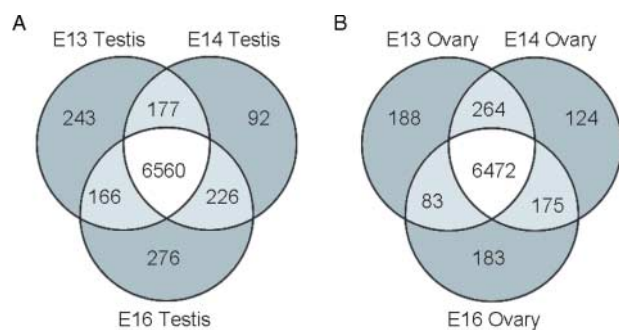 A
B
E13 Testis E14 Testis
E13 Ovary E14 Ovary
243 177 92
188 264 124
6560
6472
166 226
83 175
276
183
E16 Testis
E16 Ovary